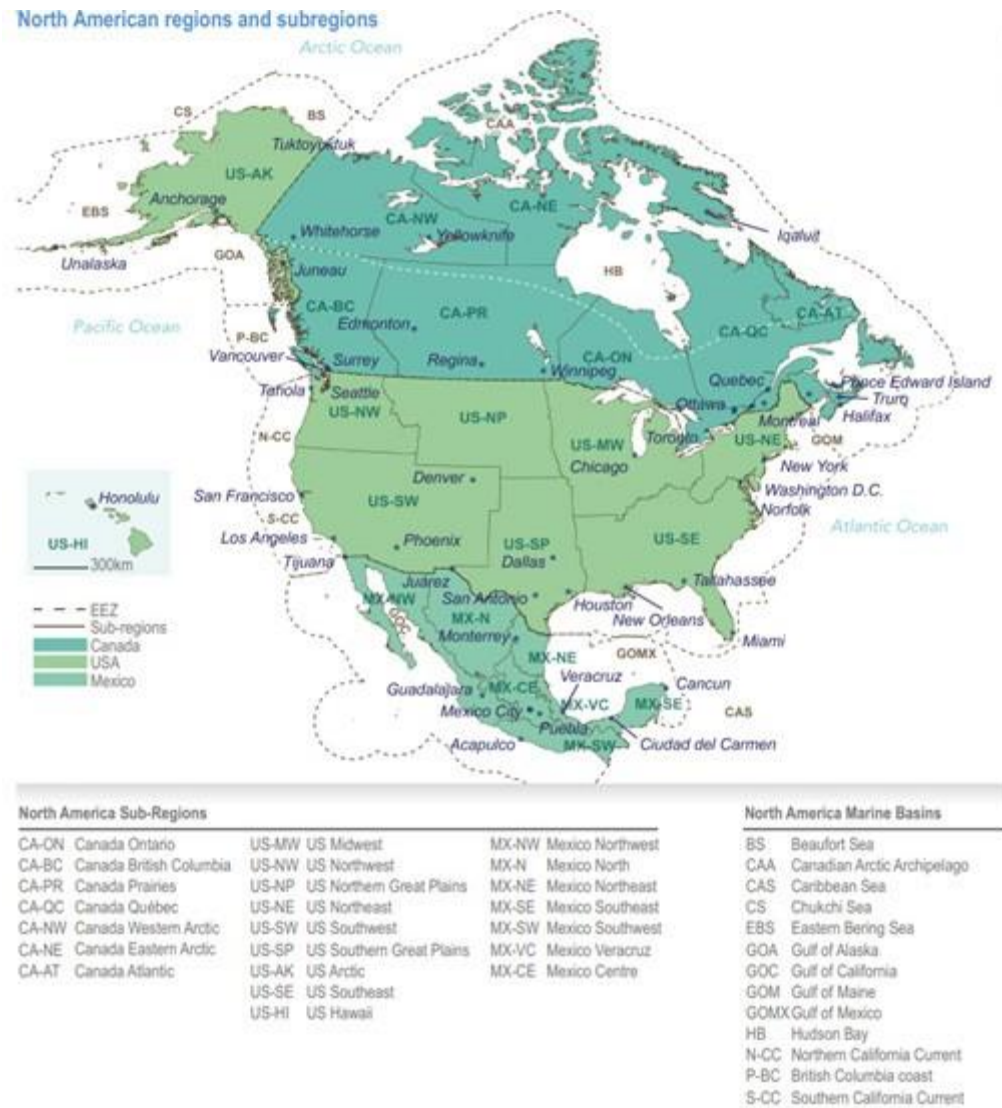 North American regions and subregions
Arctic Ocean
CS
BS
CAA
Tuktoyuktuk
US-AK
Anchorage
CA-NW
CA-NE
EBS
Whitehorse
Yellowknife
Iqaluit
Unalaska
GOA
Juneau
HB
Pacific Ocean
CA-BC
CA-PR
CA-QC
CA-AT
Edmonton
P-BC
Vancouver
Surrey
Regina
Winnipeg
CA-ON
Quebec
Prince Edward Island
Tahola
Seattle
Ottawa
Truro
US-NW
US-NP
Montreal
Halifax
N-CC
US-MW
Toronto
US-NE
GOM
Chicago
New York
Denver
Washington D.C.
Honolulu
San Francisco
US-SW
Norfolk
S-CC
Atlantic Ocean
US-HI
Los Angeles
Phoenix
US-SP
US-SE
300km
Tijuana
Dallas
Juárez
Tallahassee
MX-NW
San Antonio
Houston
EEZ
GOC
MX-N
New Orleans
Sub-regions
Monterrey
Miami
Canada
MX-NE
GOMX
USA
Veracruz
Mexico
Guadalajara
MX-CE
Cancun
Mexico City
MX-VC
MX-SE
CAS
Puebla
Acapulco
MX-SW
Ciudad del Carmen
North America Sub-Regions
CA-ON Canada Ontario
CA-BC Canada British Columbia
CA-PR Canada Prairies
CA-QC Canada Québec
CA-NW Canada Western Arctic
CA-NE Canada Eastern Arctic
CA-AT Canada Atlantic
US-MW US Midwest
US-NW US Northwest
US-NP US Northern Great Plains
US-NE US Northeast
US-SW US Southwest
US-SP US Southern Great Plains
US-AK US Arctic
US-SE US Southeast
US-HI US Hawaii
MX-NW Mexico Northwest
MX-N Mexico North
MX-NE Mexico Northeast
MX-SE Mexico Southeast
MX-SW Mexico Southwest
MX-VC Mexico Veracruz
MX-CE Mexico Centre
North America Marine Basins
BS Beaufort Sea
CAA Canadian Arctic Archipelago
CAS Caribbean Sea
CS Chukchi Sea
EBS Eastern Bering Sea
GOA Gulf of Alaska
GOC Gulf of California
GOM Gulf of Maine
GOMX Gulf of Mexico
HB Hudson Bay
N-CC Northern California Current
P-BC British Columbia coast
S-CC Southern California Current